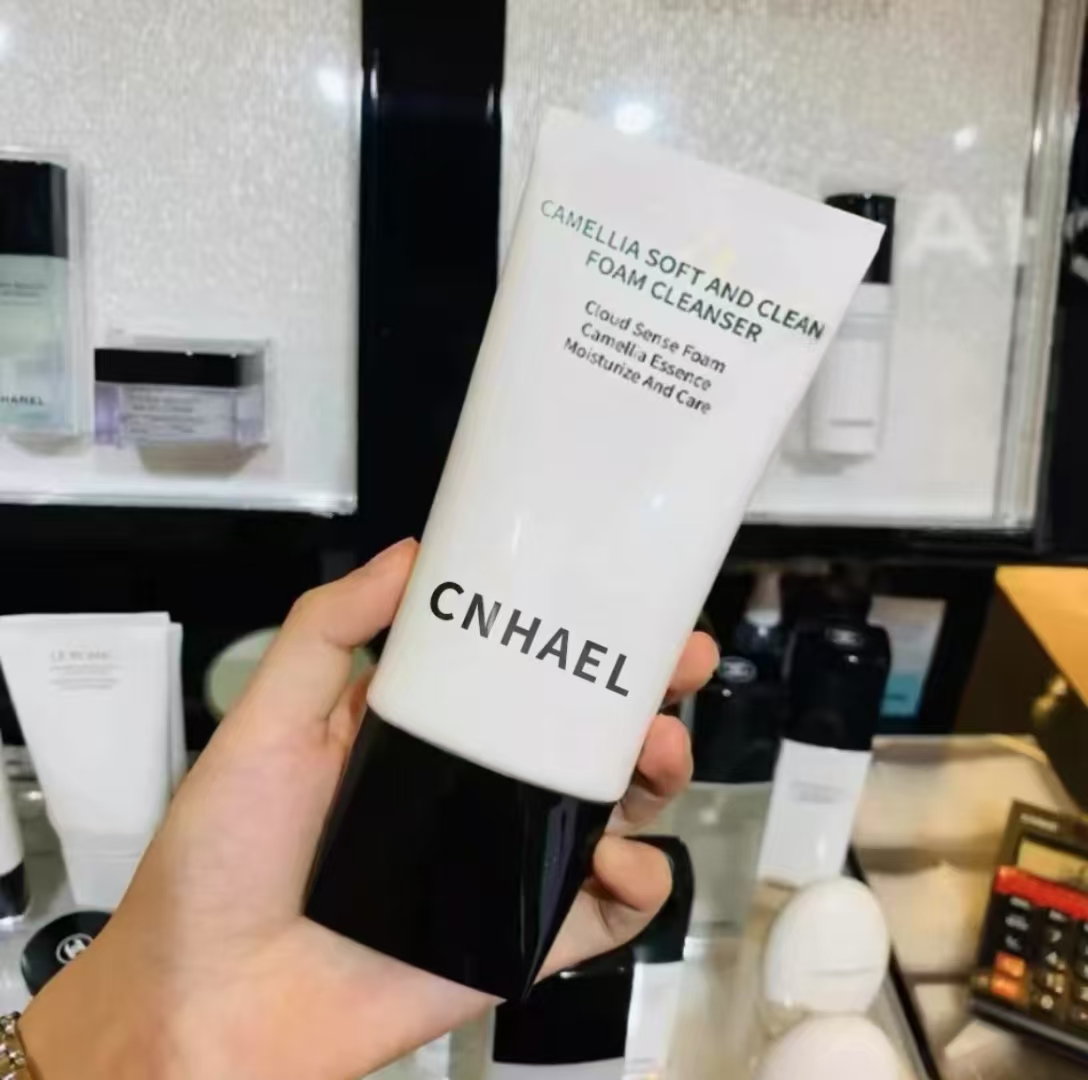 CAMELLIA SOFT AND CLEAN
FOAM CLEANSER
Cloud Sense Foam
Camellia Essence
Moisturize And Care
CNHAEL